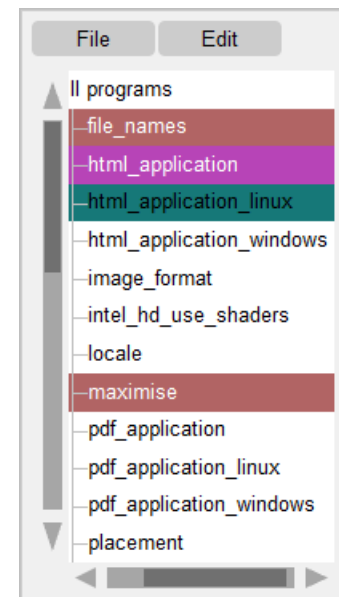 File Edit
ll programs
file_names
html_application
html_application_linux
html_application_windows
image_format
intel_hd_use_shaders
locale
maximise
pdf_application
pdf_application_linux
pdf_application_windows
placement